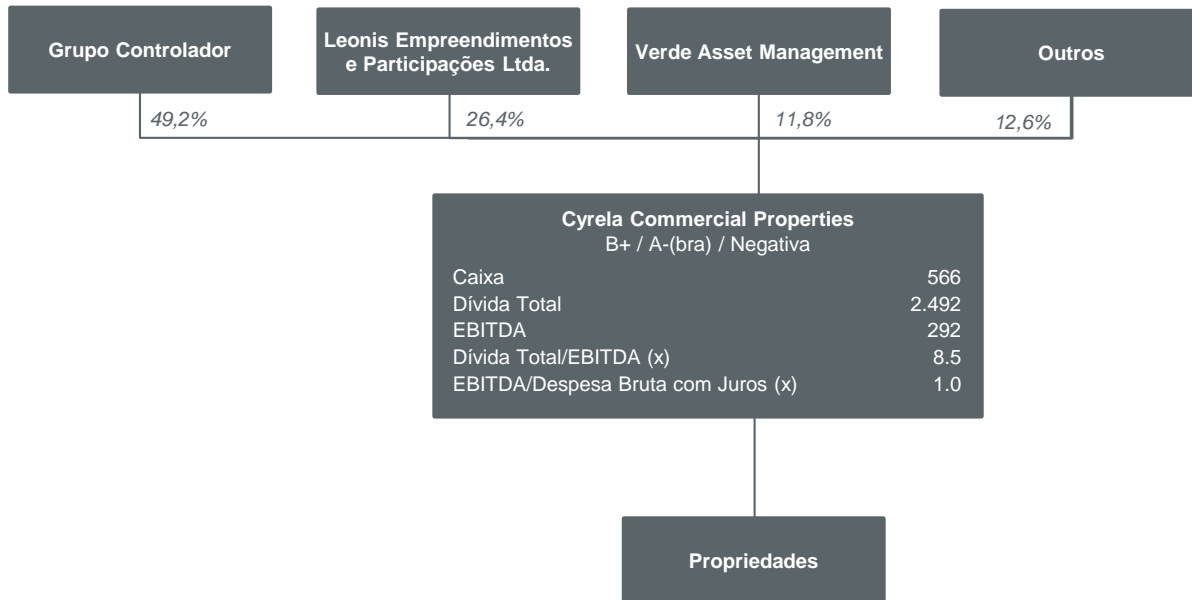 Grupo Controlador
Leonis Empreendimentos
e Participações Ltda.
Verde Asset Management
Outros
49,2%
26,4%
11,8%
12,6%
Cyrela Commercial Properties
B+ / A-(bra) / Negativa
Caixa 566
Dívida Total 2.492
EBITDA 292
Dívida Total/EBITDA (x) 8.5
EBITDA/Despesa Bruta com Juros (x) 1.0
Propriedades